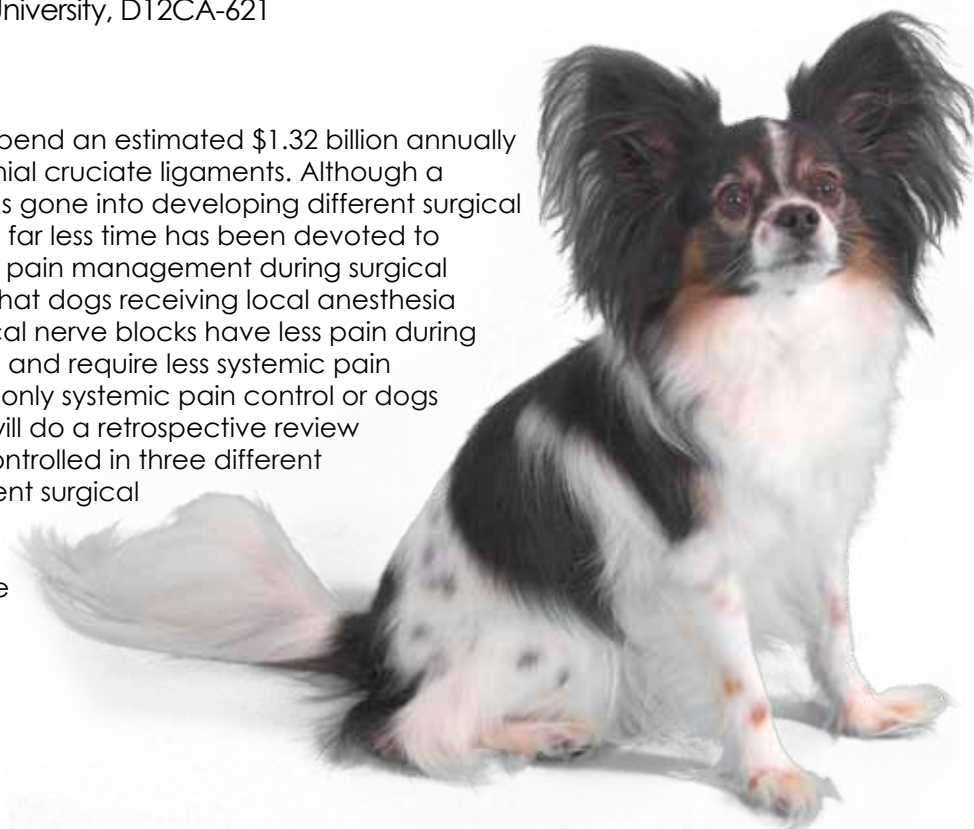 University, D12CA-621
pend an estimated $1.32 billion annually
nial cruciate ligaments. Although a
s gone into developing different surgical
far less time has been devoted to
pain management during surgical
hat dogs receiving local anesthesia
cal nerve blocks have less pain during
and require less systemic pain
only systemic pain control or dogs
will do a retrospective review
ontrolled in three different
ent surgical
e